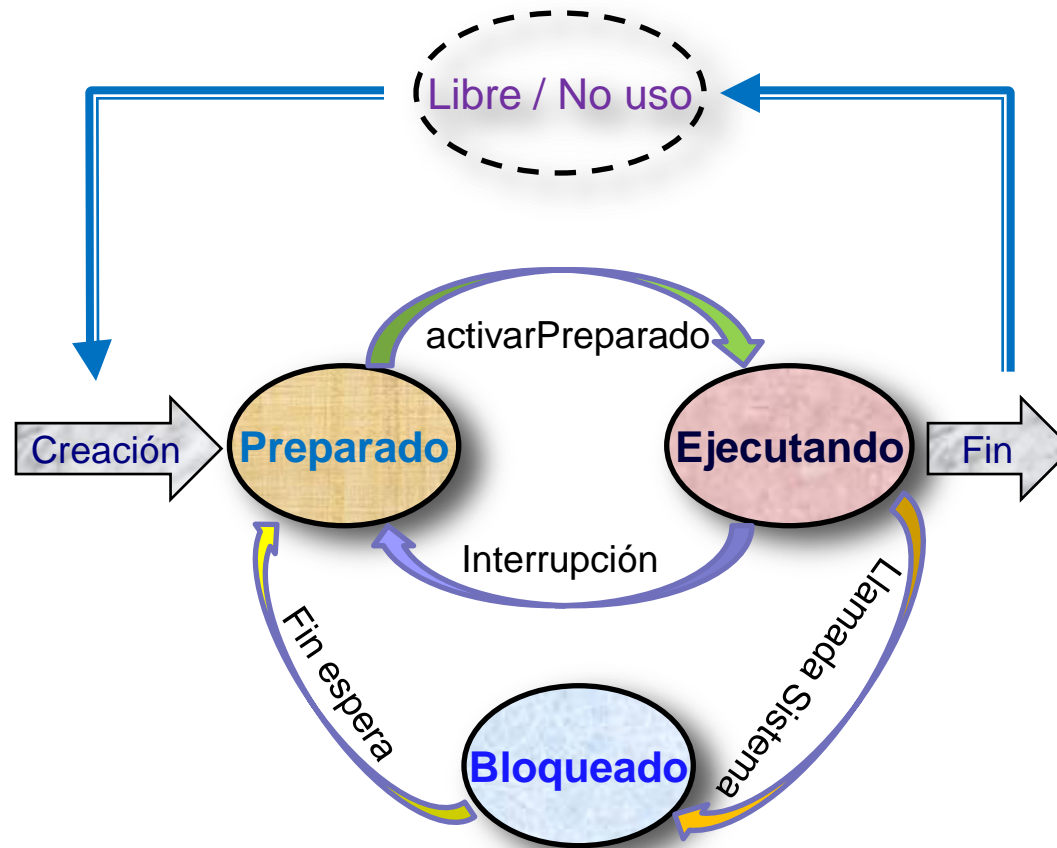 Libre / No uso
activarPreparado
Creación
Preparado
Ejecutando
Fin
Interrupción
Fin espera
Llamada Sistema
Bloqueado